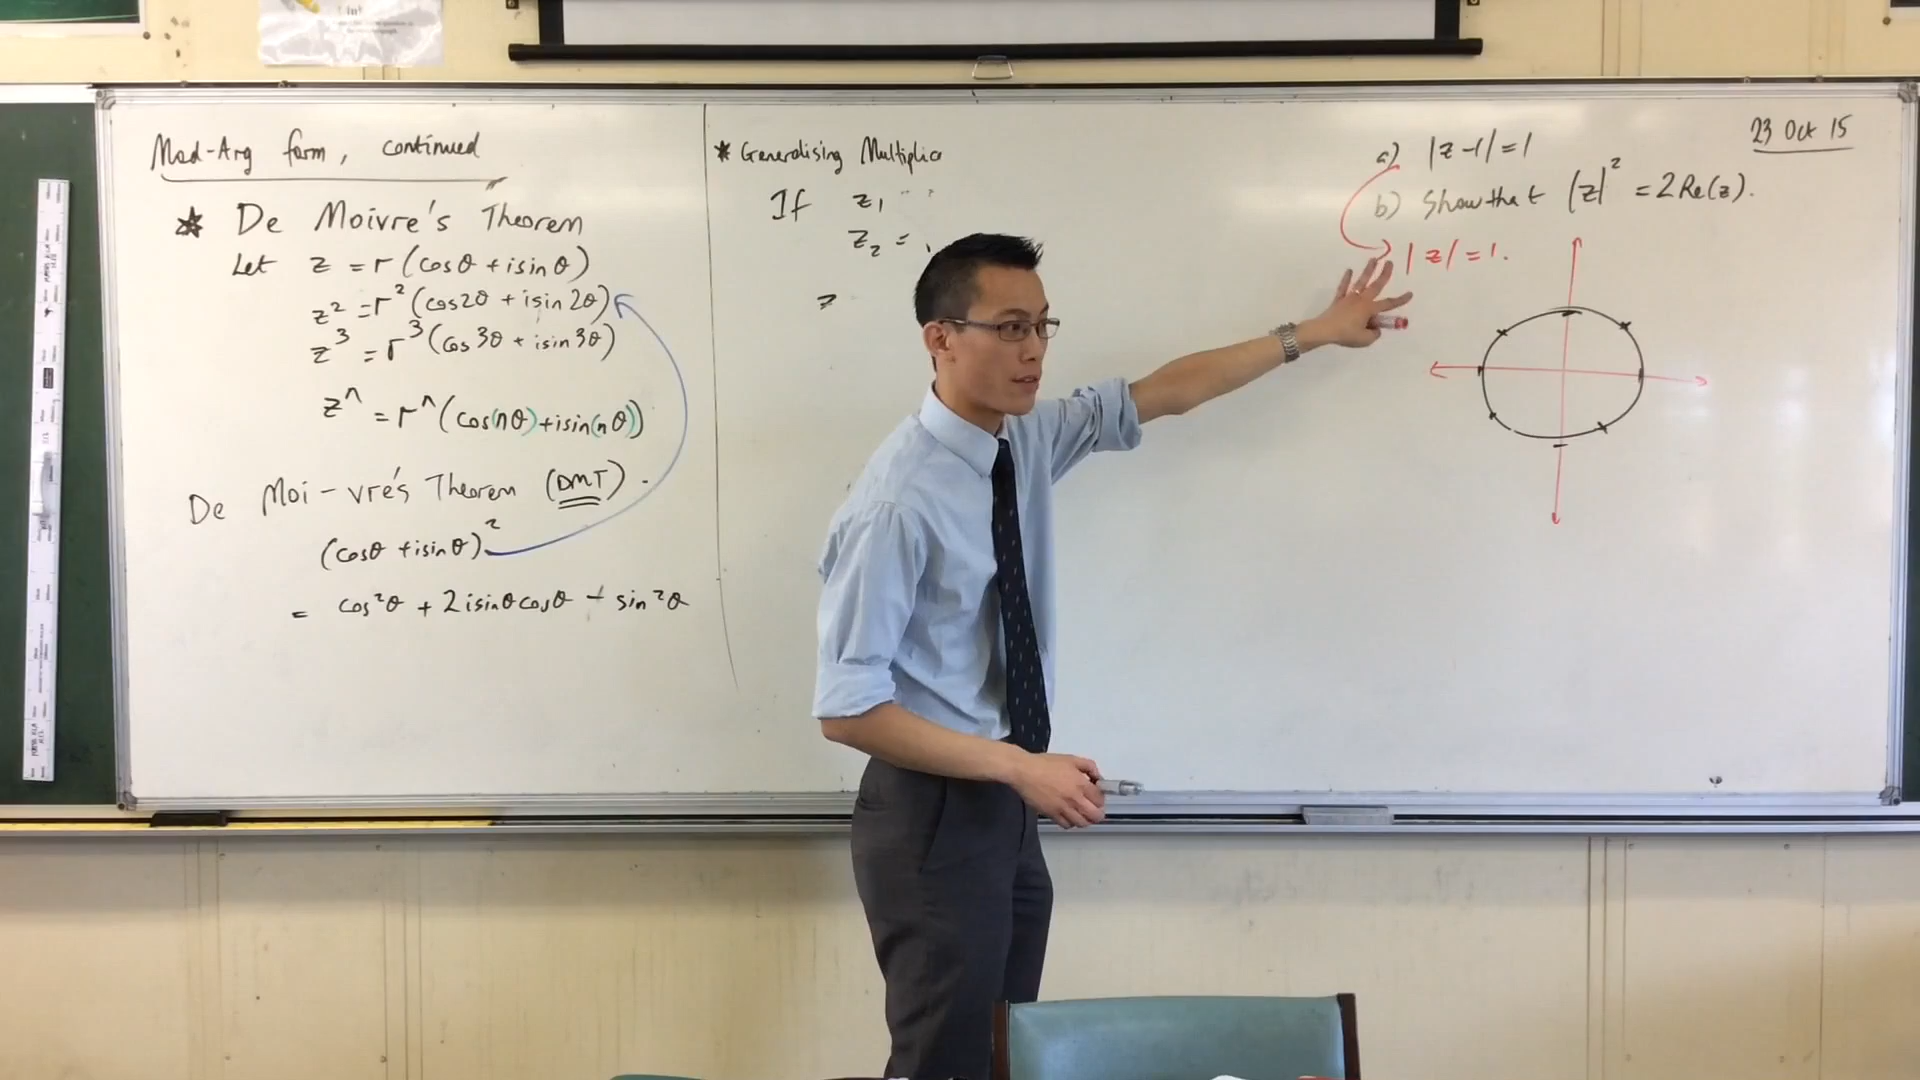 Mod-Arg form, continued
* De Moivre's Theorem
Let z = r(cosθ + isinθ)
z² = r²(cos2θ + isin2θ)
z³ = r³(cos3θ + isin3θ)
zⁿ = rⁿ(cos(nθ) + isin(nθ))
De Moi-vre's Theorem (DMT).
(cosθ + isinθ)²
= cos²θ + 2isinθcosθ - sin²θ
* Generalising Multiplic
If z₁
z₂ =
23 Oct 15
a) |z-1| = 1
b) Show that |z|² = 2Re(z).
|z| = 1.